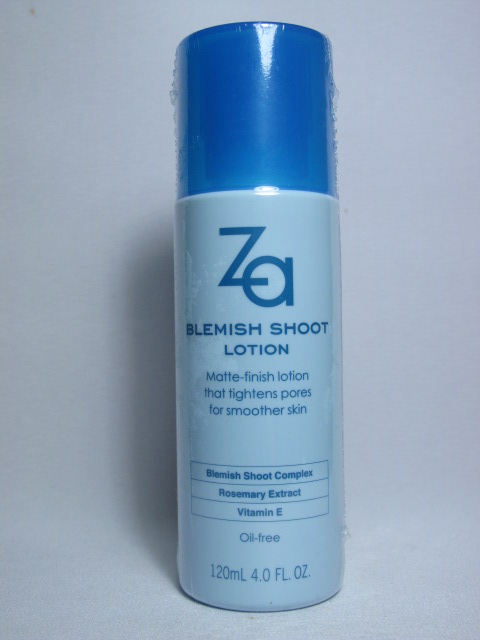 Za
BLEMISH SHOOT
LOTION
Matte-finish lotion
that tightens pores
for smoother skin
Blemish Shoot Complex
Rosemary Extract
Vitamin E
Oil-free
120mL 4.0 FL. OZ.